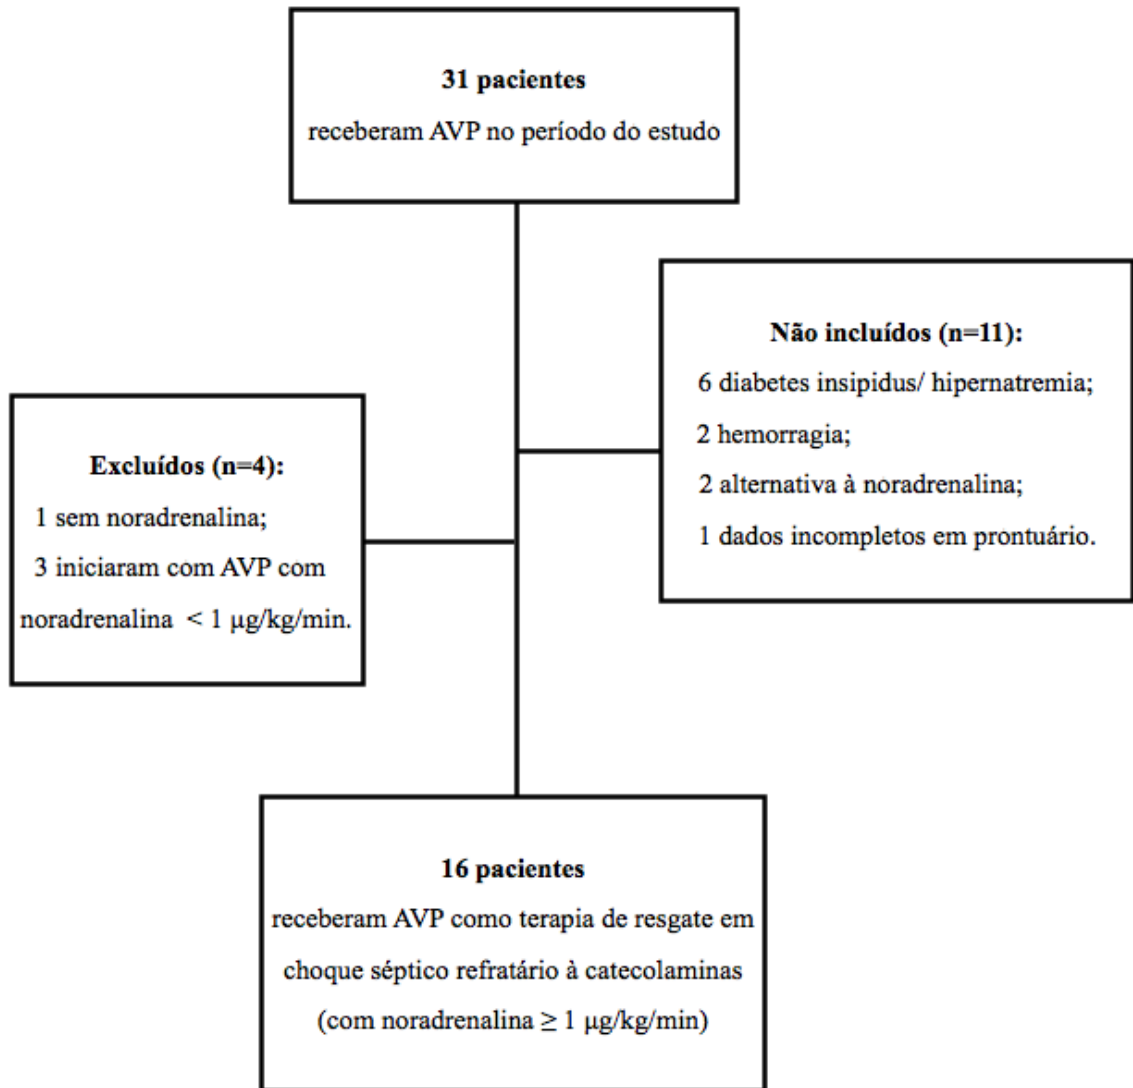 31 pacientes
receberam AVP no período do estudo
Não incluídos (n=11):
6 diabetes insipidus/ hipernatremia;
2 hemorragia;
2 alternativa à noradrenalina;
1 dados incompletos em prontuário.
Excluídos (n=4):
1 sem noradrenalina;
3 iniciaram com AVP com
noradrenalina < 1 µg/kg/min.
16 pacientes
receberam AVP como terapia de resgate em
choque séptico refratário à catecolaminas
(com noradrenalina ≥ 1 µg/kg/min)